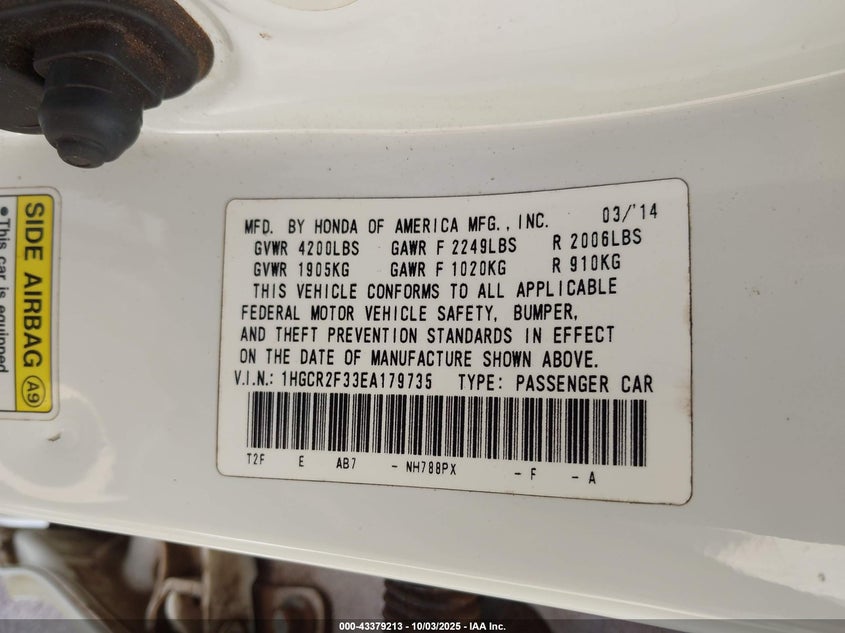 MFD. BY HONDA OF AMERICA MFG., INC. 03/'14
GVWR 4200LBS GAWR F 2249LBS R 2006LBS
GVWR 1905KG GAWR F 1020KG R 910KG
THIS VEHICLE CONFORMS TO ALL APPLICABLE
FEDERAL MOTOR VEHICLE SAFETY, BUMPER,
AND THEFT PREVENTION STANDARDS IN EFFECT
ON THE DATE OF MANUFACTURE SHOWN ABOVE.
V.I.N.: 1HGCR2F33EA179735 TYPE: PASSENGER CAR
T2F E AB7 - NH788PX - F - A
SIDE AIRBAG A9
•This car is equipped
000-43379213 - 10/03/2025 - IAA Inc.